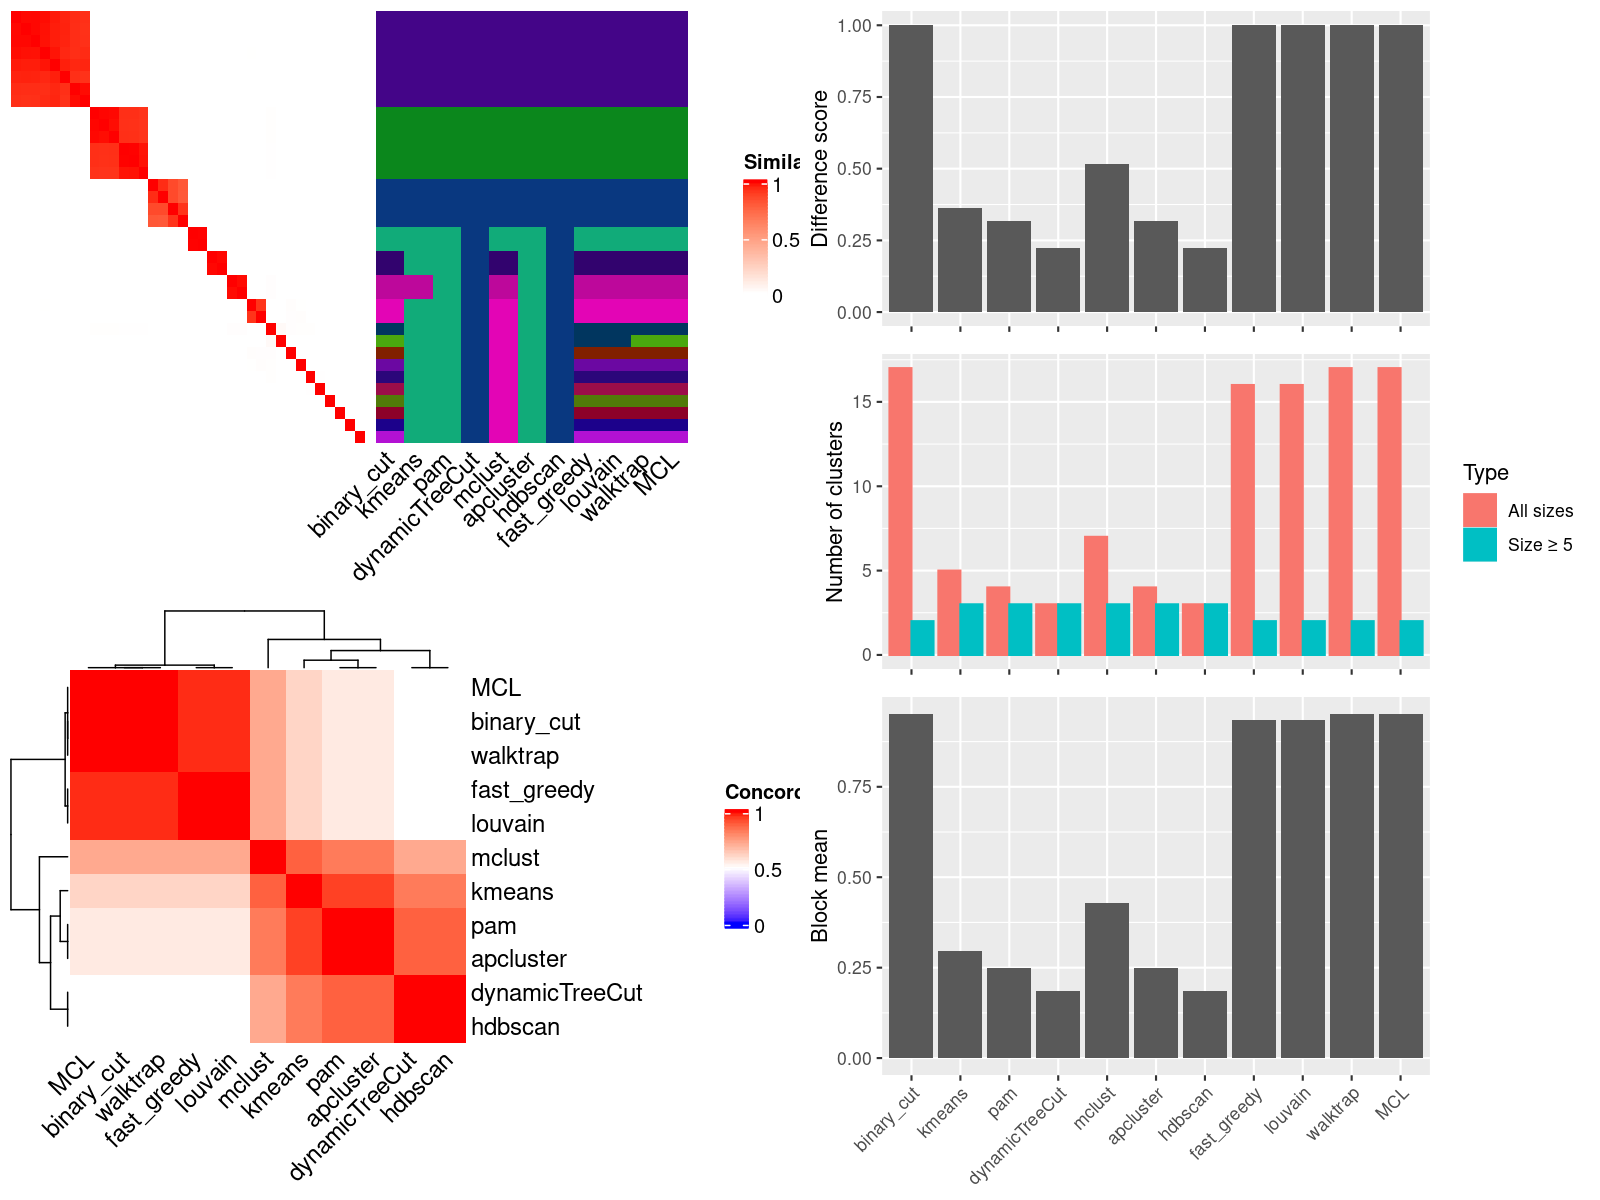 Simila
1
0.5
0
binary_cut
kmeans
pam
dynamicTreeCut
mclust
apcluster
hdbscan
fast_greedy
louvain
walktrap
MCL
MCL
binary_cut
walktrap
fast_greedy
louvain
mclust
kmeans
pam
apcluster
dynamicTreeCut
hdbscan
Concord
1
0.5
0
MCL
binary_cut
walktrap
fast_greedy
louvain
mclust
kmeans
pam
apcluster
dynamicTreeCut
hdbscan
Difference score
1.00
0.75
0.50
0.25
0.00
Number of clusters
15
10
5
0
Type
All sizes
Size ≥ 5
Block mean
0.75
0.50
0.25
0.00
binary_cut
kmeans
pam
dynamicTreeCut
mclust
apcluster
hdbscan
fast_greedy
louvain
walktrap
MCL